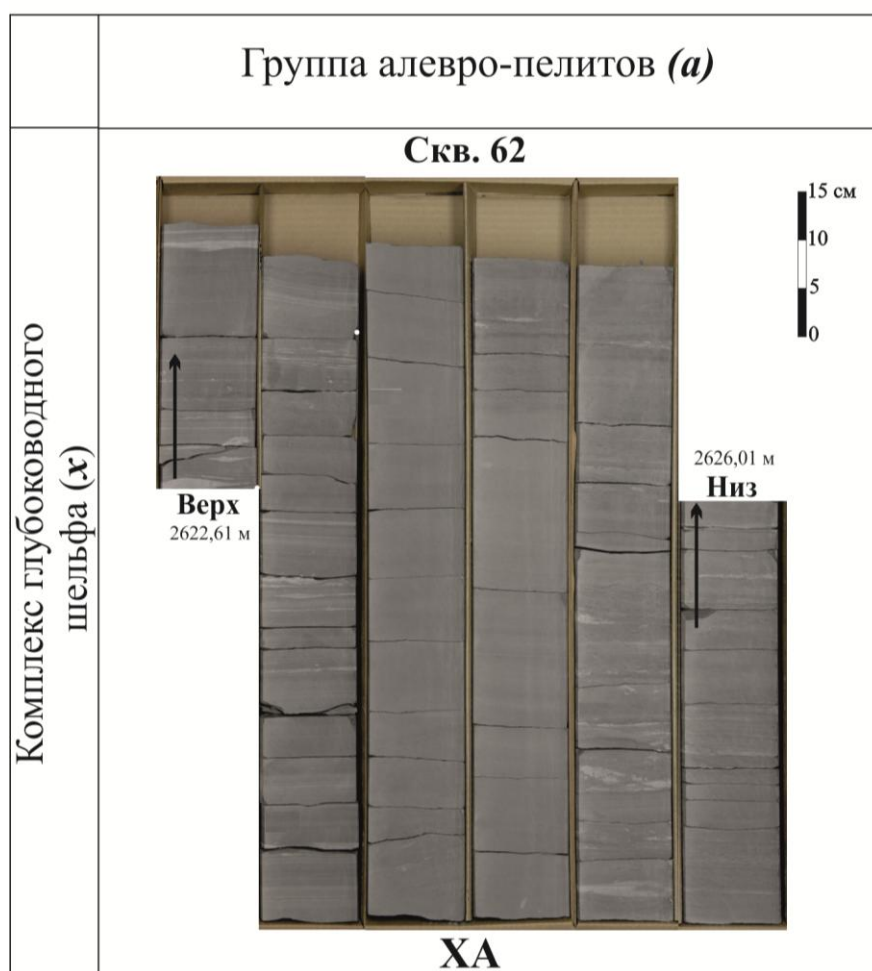 Группа алевро-пелитов (а)
Комплекс глубоководного
шельфа (х)
Скв. 62
15 см
10
5
0
Верх
2622,61 м
2626,01 м
Низ
ХА